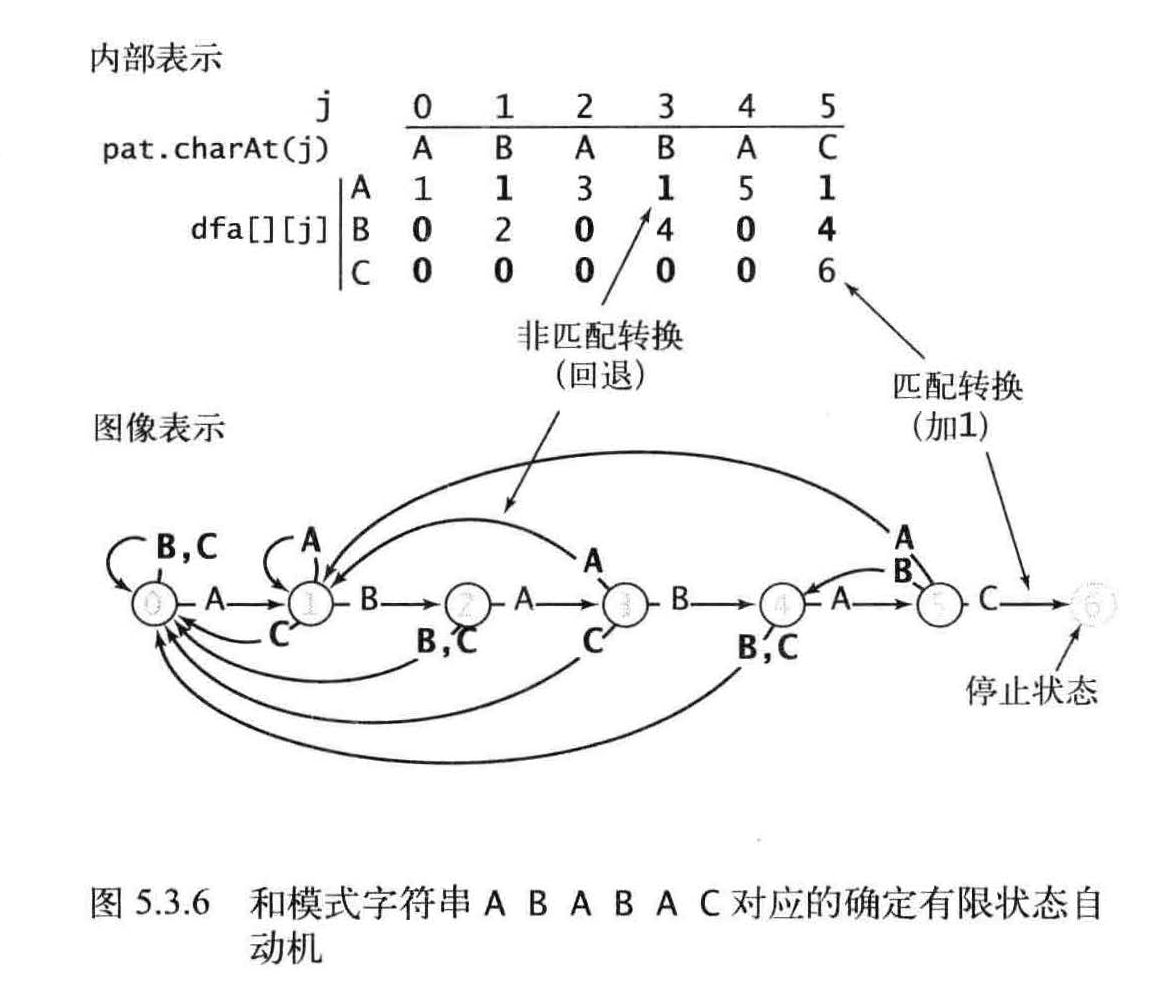 内部表示
j 0 1 2 3 4 5
pat.charAt(j) A B A B A C
A 1 1 3 1 5 1
dfa[][j] B 0 2 0 4 0 4
C 0 0 0 0 0 6
非匹配转换
(回退)
匹配转换
(加1)
图像表示
B,C A A A
B
0 A 1 B 2 A 3 B 4 A 5 C 6
C B,C C B,C
停止状态
图 5.3.6 和模式字符串 A B A B A C 对应的确定有限状态自
动机